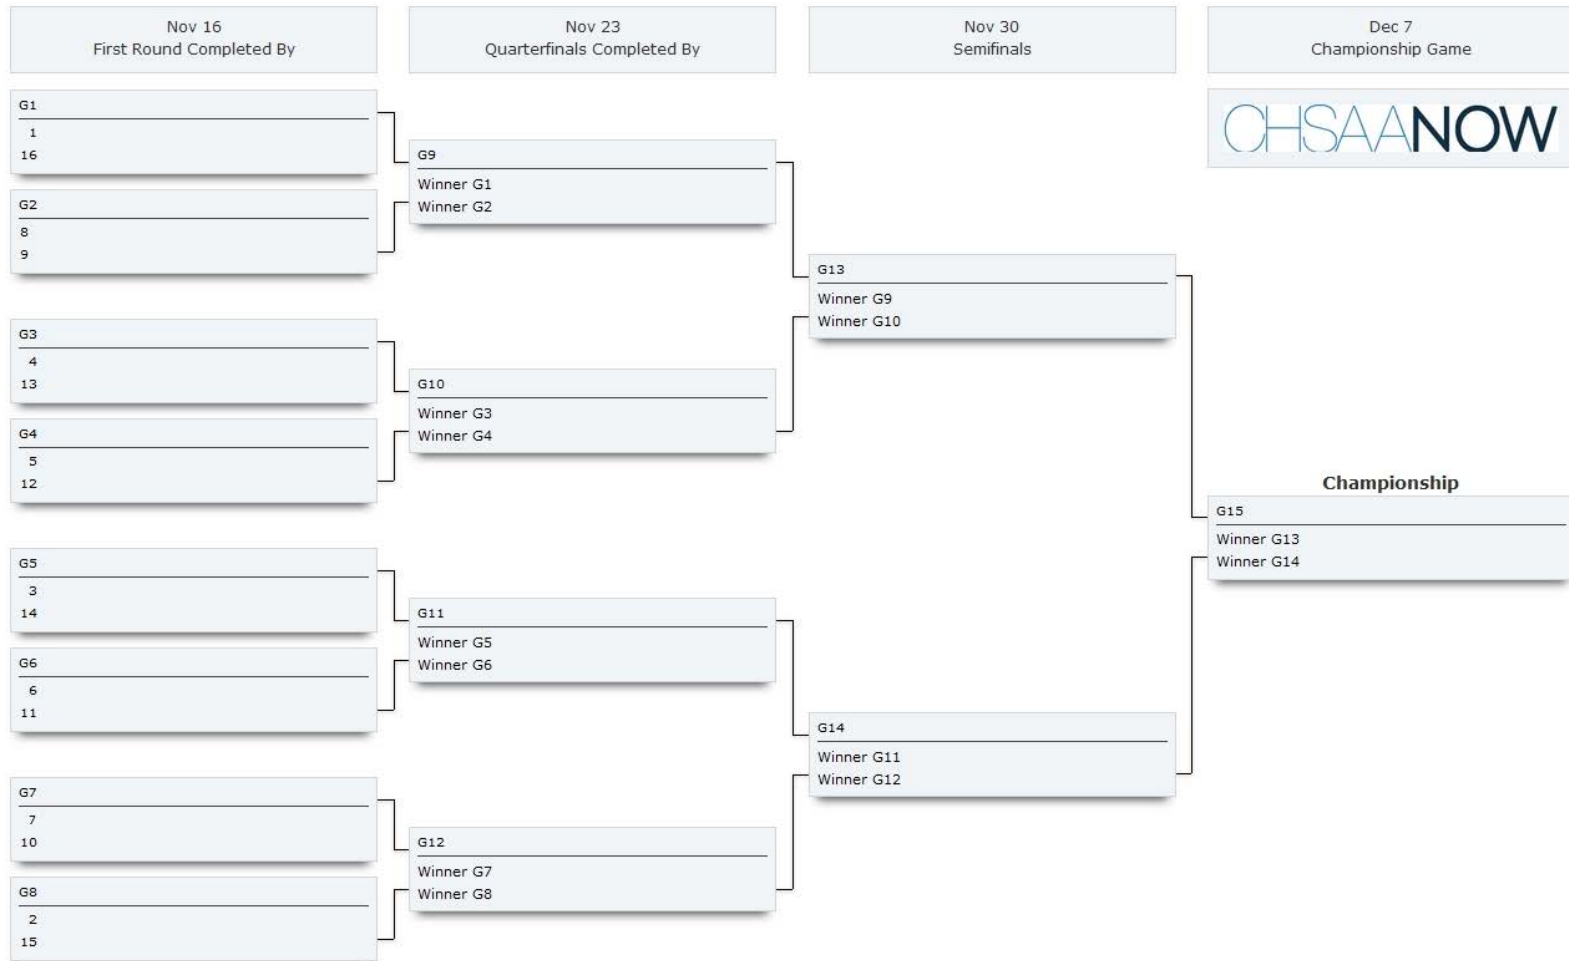 Nov 16
First Round Completed By
Nov 23
Quarterfinals Completed By
Nov 30
Semifinals
Dec 7
Championship Game
CHSAANOW
G1
1
16
G2
8
9
G3
4
13
G4
5
12
G5
3
14
G6
6
11
G7
7
10
G8
2
15
G9
Winner G1
Winner G2
G10
Winner G3
Winner G4
G11
Winner G5
Winner G6
G12
Winner G7
Winner G8
G13
Winner G9
Winner G10
G14
Winner G11
Winner G12
Championship
G15
Winner G13
Winner G14